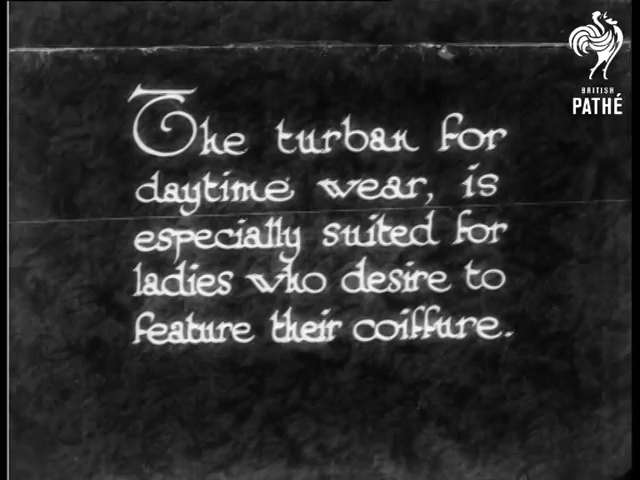 BRITISH
PATHÉ
The turban for
daytime wear, is
especially suited for
ladies who desire to
feature their coiffure.